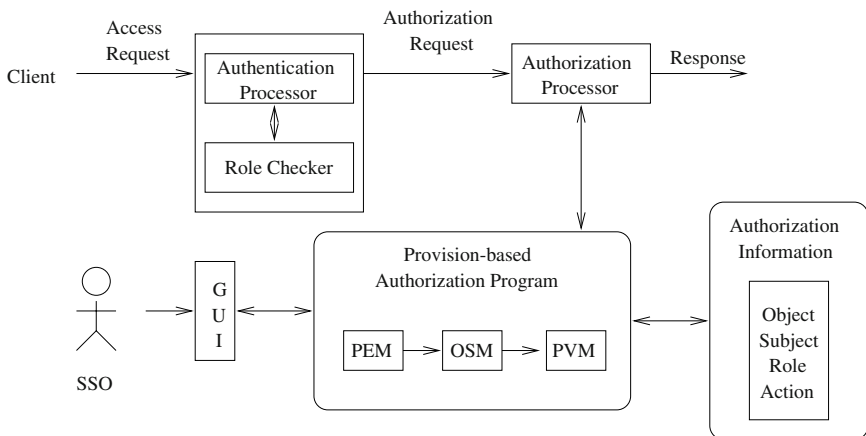 Client
Access
Request
Authentication
Processor
Role Checker
Authorization
Request
Authorization
Processor
Response
SSO
G
U
I
Provision-based
Authorization Program
PEM
OSM
PVM
Authorization
Information
Object
Subject
Role
Action